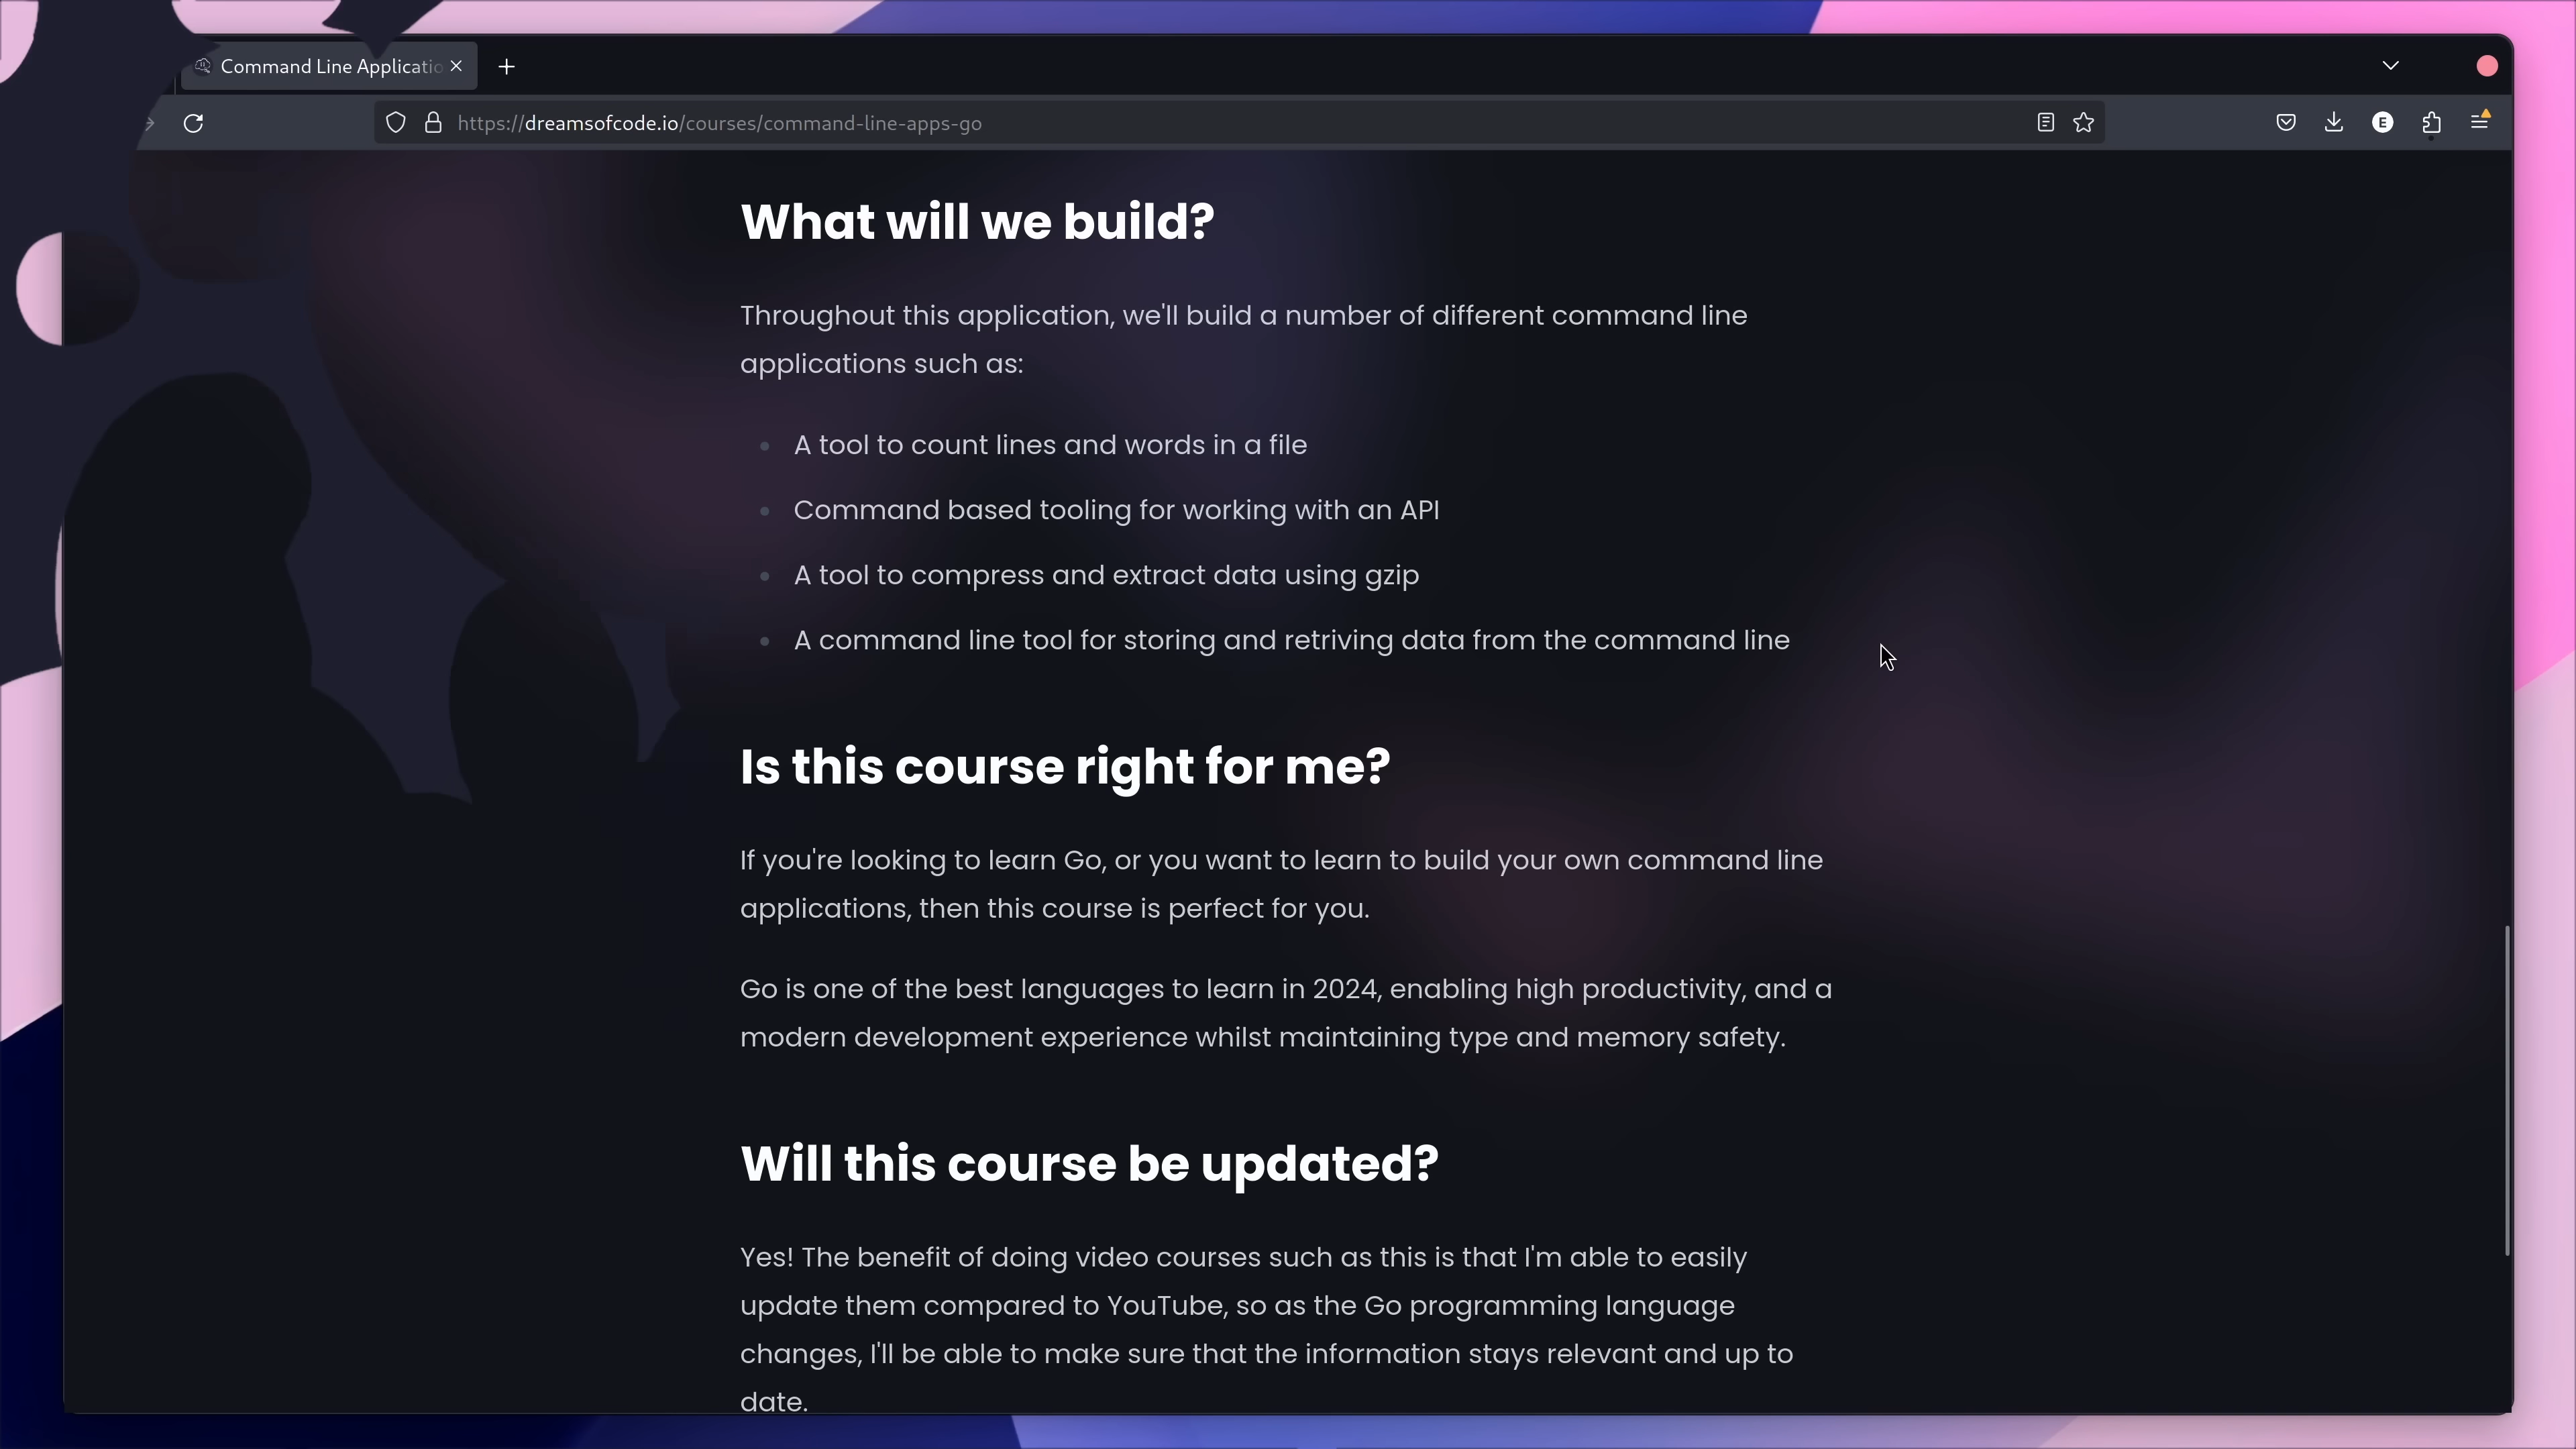 Command Line Applicatio
https://dreamsofcode.io/courses/command-line-apps-go
E
What will we build?
Throughout this application, we'll build a number of different command line
applications such as:
A tool to count lines and words in a file
Command based tooling for working with an API
A tool to compress and extract data using gzip
A command line tool for storing and retriving data from the command line
Is this course right for me?
If you're looking to learn Go, or you want to learn to build your own command line
applications, then this course is perfect for you.
Go is one of the best languages to learn in 2024, enabling high productivity, and a
modern development experience whilst maintaining type and memory safety.
Will this course be updated?
Yes! The benefit of doing video courses such as this is that I'm able to easily
update them compared to YouTube, so as the Go programming language
changes, I'll be able to make sure that the information stays relevant and up to
date.